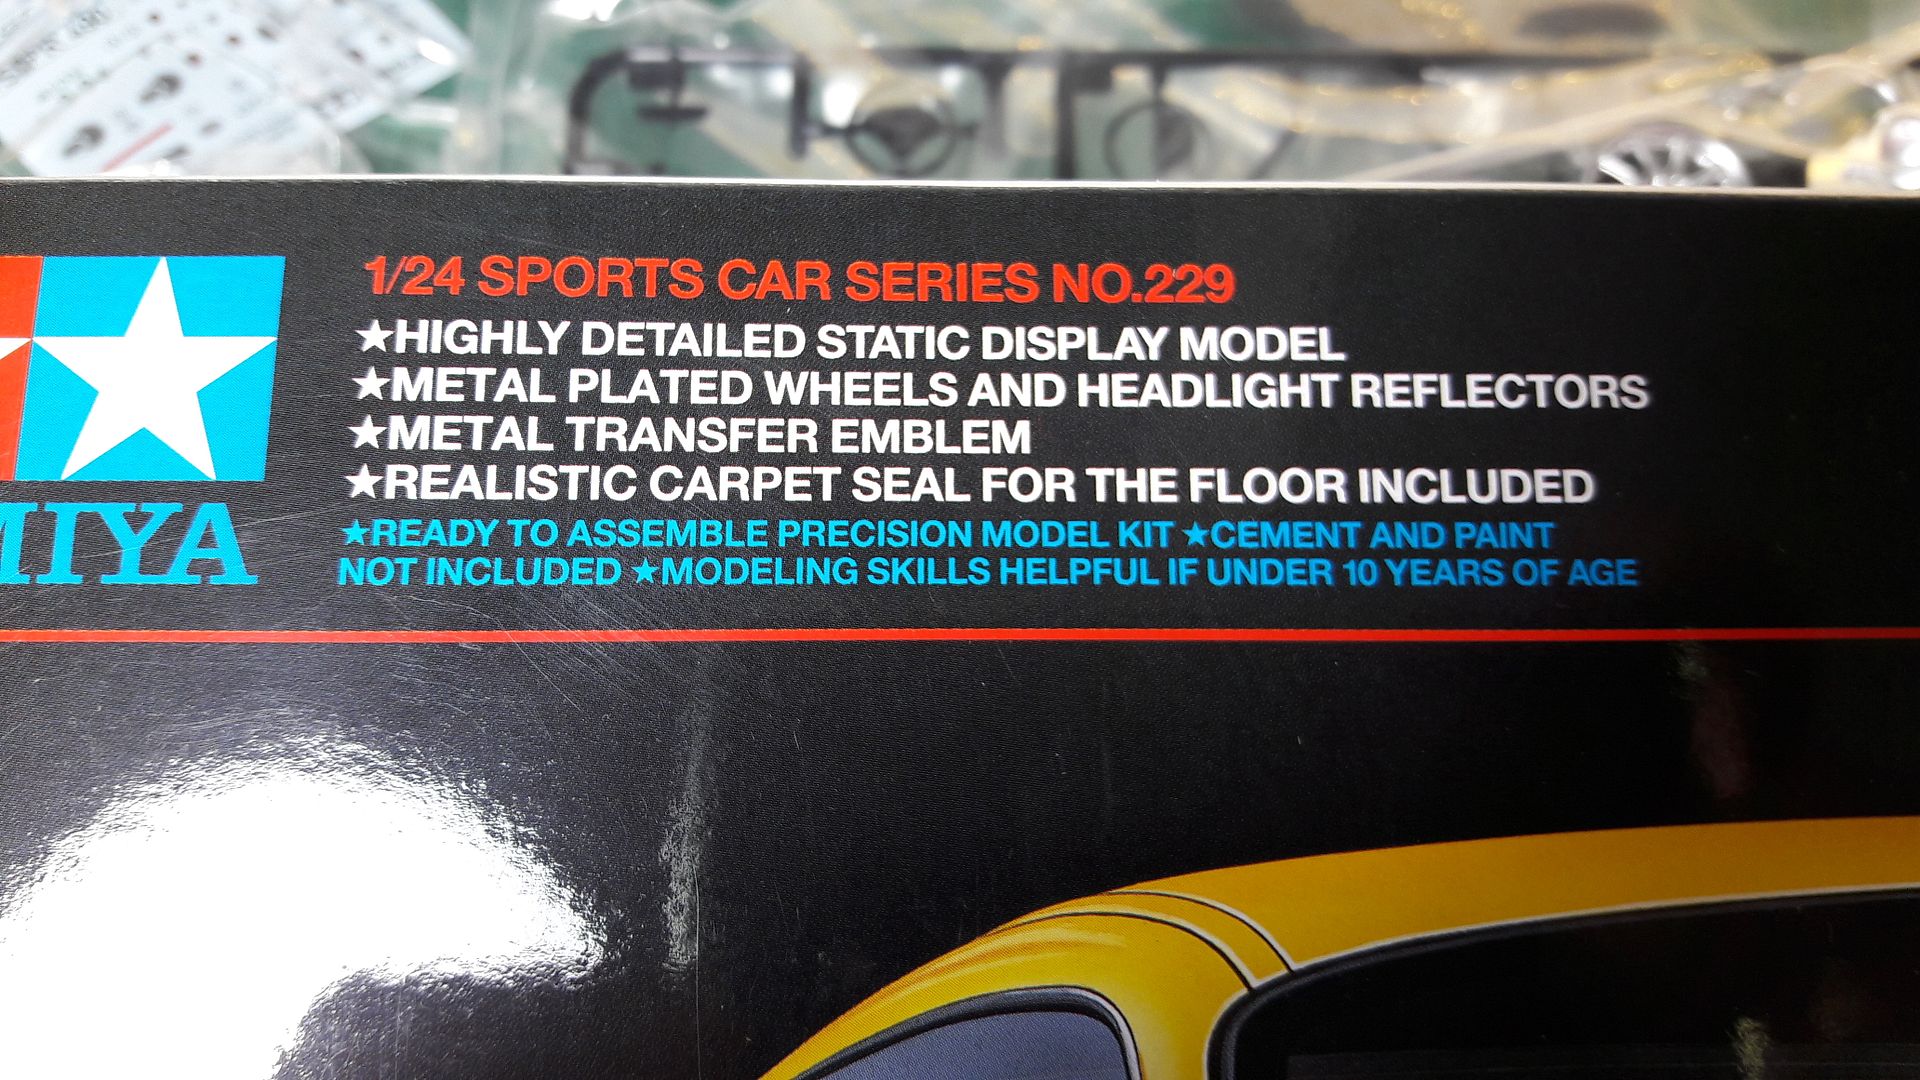 1/24 SPORTS CAR SERIES NO.229
★HIGHLY DETAILED STATIC DISPLAY MODEL
★METAL PLATED WHEELS AND HEADLIGHT REFLECTORS
★METAL TRANSFER EMBLEM
★REALISTIC CARPET SEAL FOR THE FLOOR INCLUDED
★READY TO ASSEMBLE PRECISION MODEL KIT ★CEMENT AND PAINT
NOT INCLUDED ★MODELING SKILLS HELPFUL IF UNDER 10 YEARS OF AGE
MIYA